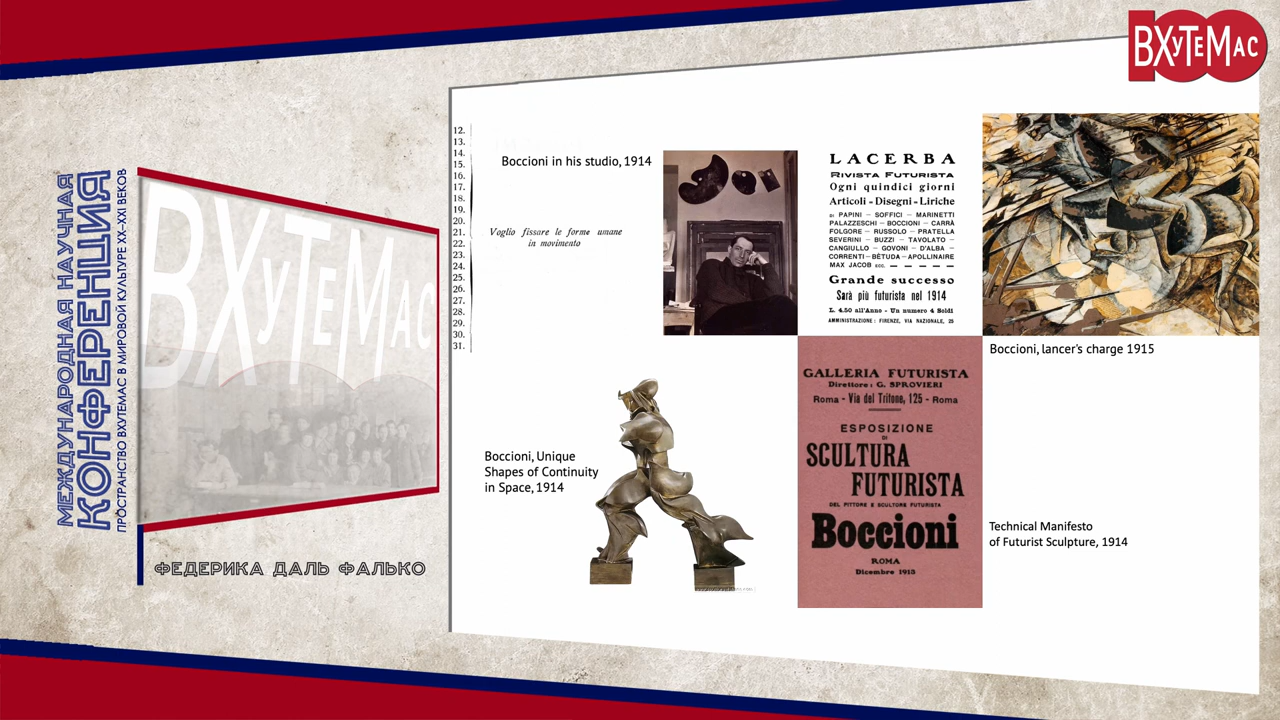 ВХУТЕМАС
МЕЖДУНАРОДНАЯ НАУЧНАЯ
КОНФЕРЕНЦИЯ
ПРОСТРАНСТВО ВХУТЕМАС В МИРОВОЙ КУЛЬТУРЕ XX–XXI ВЕКОВ
ВХУТЕМАС
ФЕДЕРИКА ДАЛЬ ФАЛЬКО
12.
13.
14.
15.
16.
17.
18.
19.
20.
21.
22.
23.
24.
25.
26.
27.
28.
29.
30.
31.
Voglio fissare le forme umane
in movimento
Boccioni in his studio, 1914
LACERBA
RIVISTA FUTURISTA
Ogni quindici giorni
Articoli - Disegni - Liriche
DI PAPINI — SOFFICI — MARINETTI
PALAZZESCHI — BOCCIONI — CARRÀ
FOLGORE — RUSSOLO — PRATELLA
SEVERINI — BUZZI — TAVOLATO —
CANGIULLO — GOVONI — D'ALBA —
CORRENTI — BÈTUDA — APOLLINAIRE
MAX JACOB ECC. — — — — —
Grande successo
Sarà più futurista nel 1914
L. 4.50 all'Anno - Un numero 4 Soldi
AMMINISTRAZIONE: FIRENZE, VIA NAZIONALE, 25
Boccioni, lancer's charge 1915
Boccioni, Unique
Shapes of Continuity
in Space, 1914
GALLERIA FUTURISTA
Direttore: G. SPROVIERI
Roma - Via del Tritone, 125 - Roma
ESPOSIZIONE
DI
SCULTURA
FUTURISTA
DEL PITTORE E SCULTORE FUTURISTA
Boccioni
ROMA
Dicembre 1913
Technical Manifesto
of Futurist Sculpture, 1914